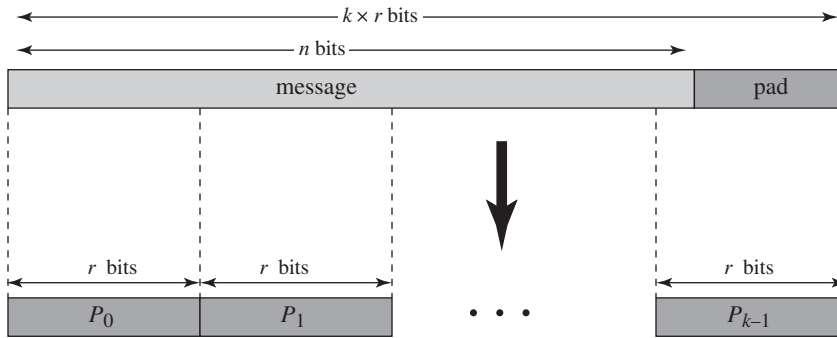 k × r bits
n bits
message pad
r bits r bits r bits
P0 P1 • • • Pk–1